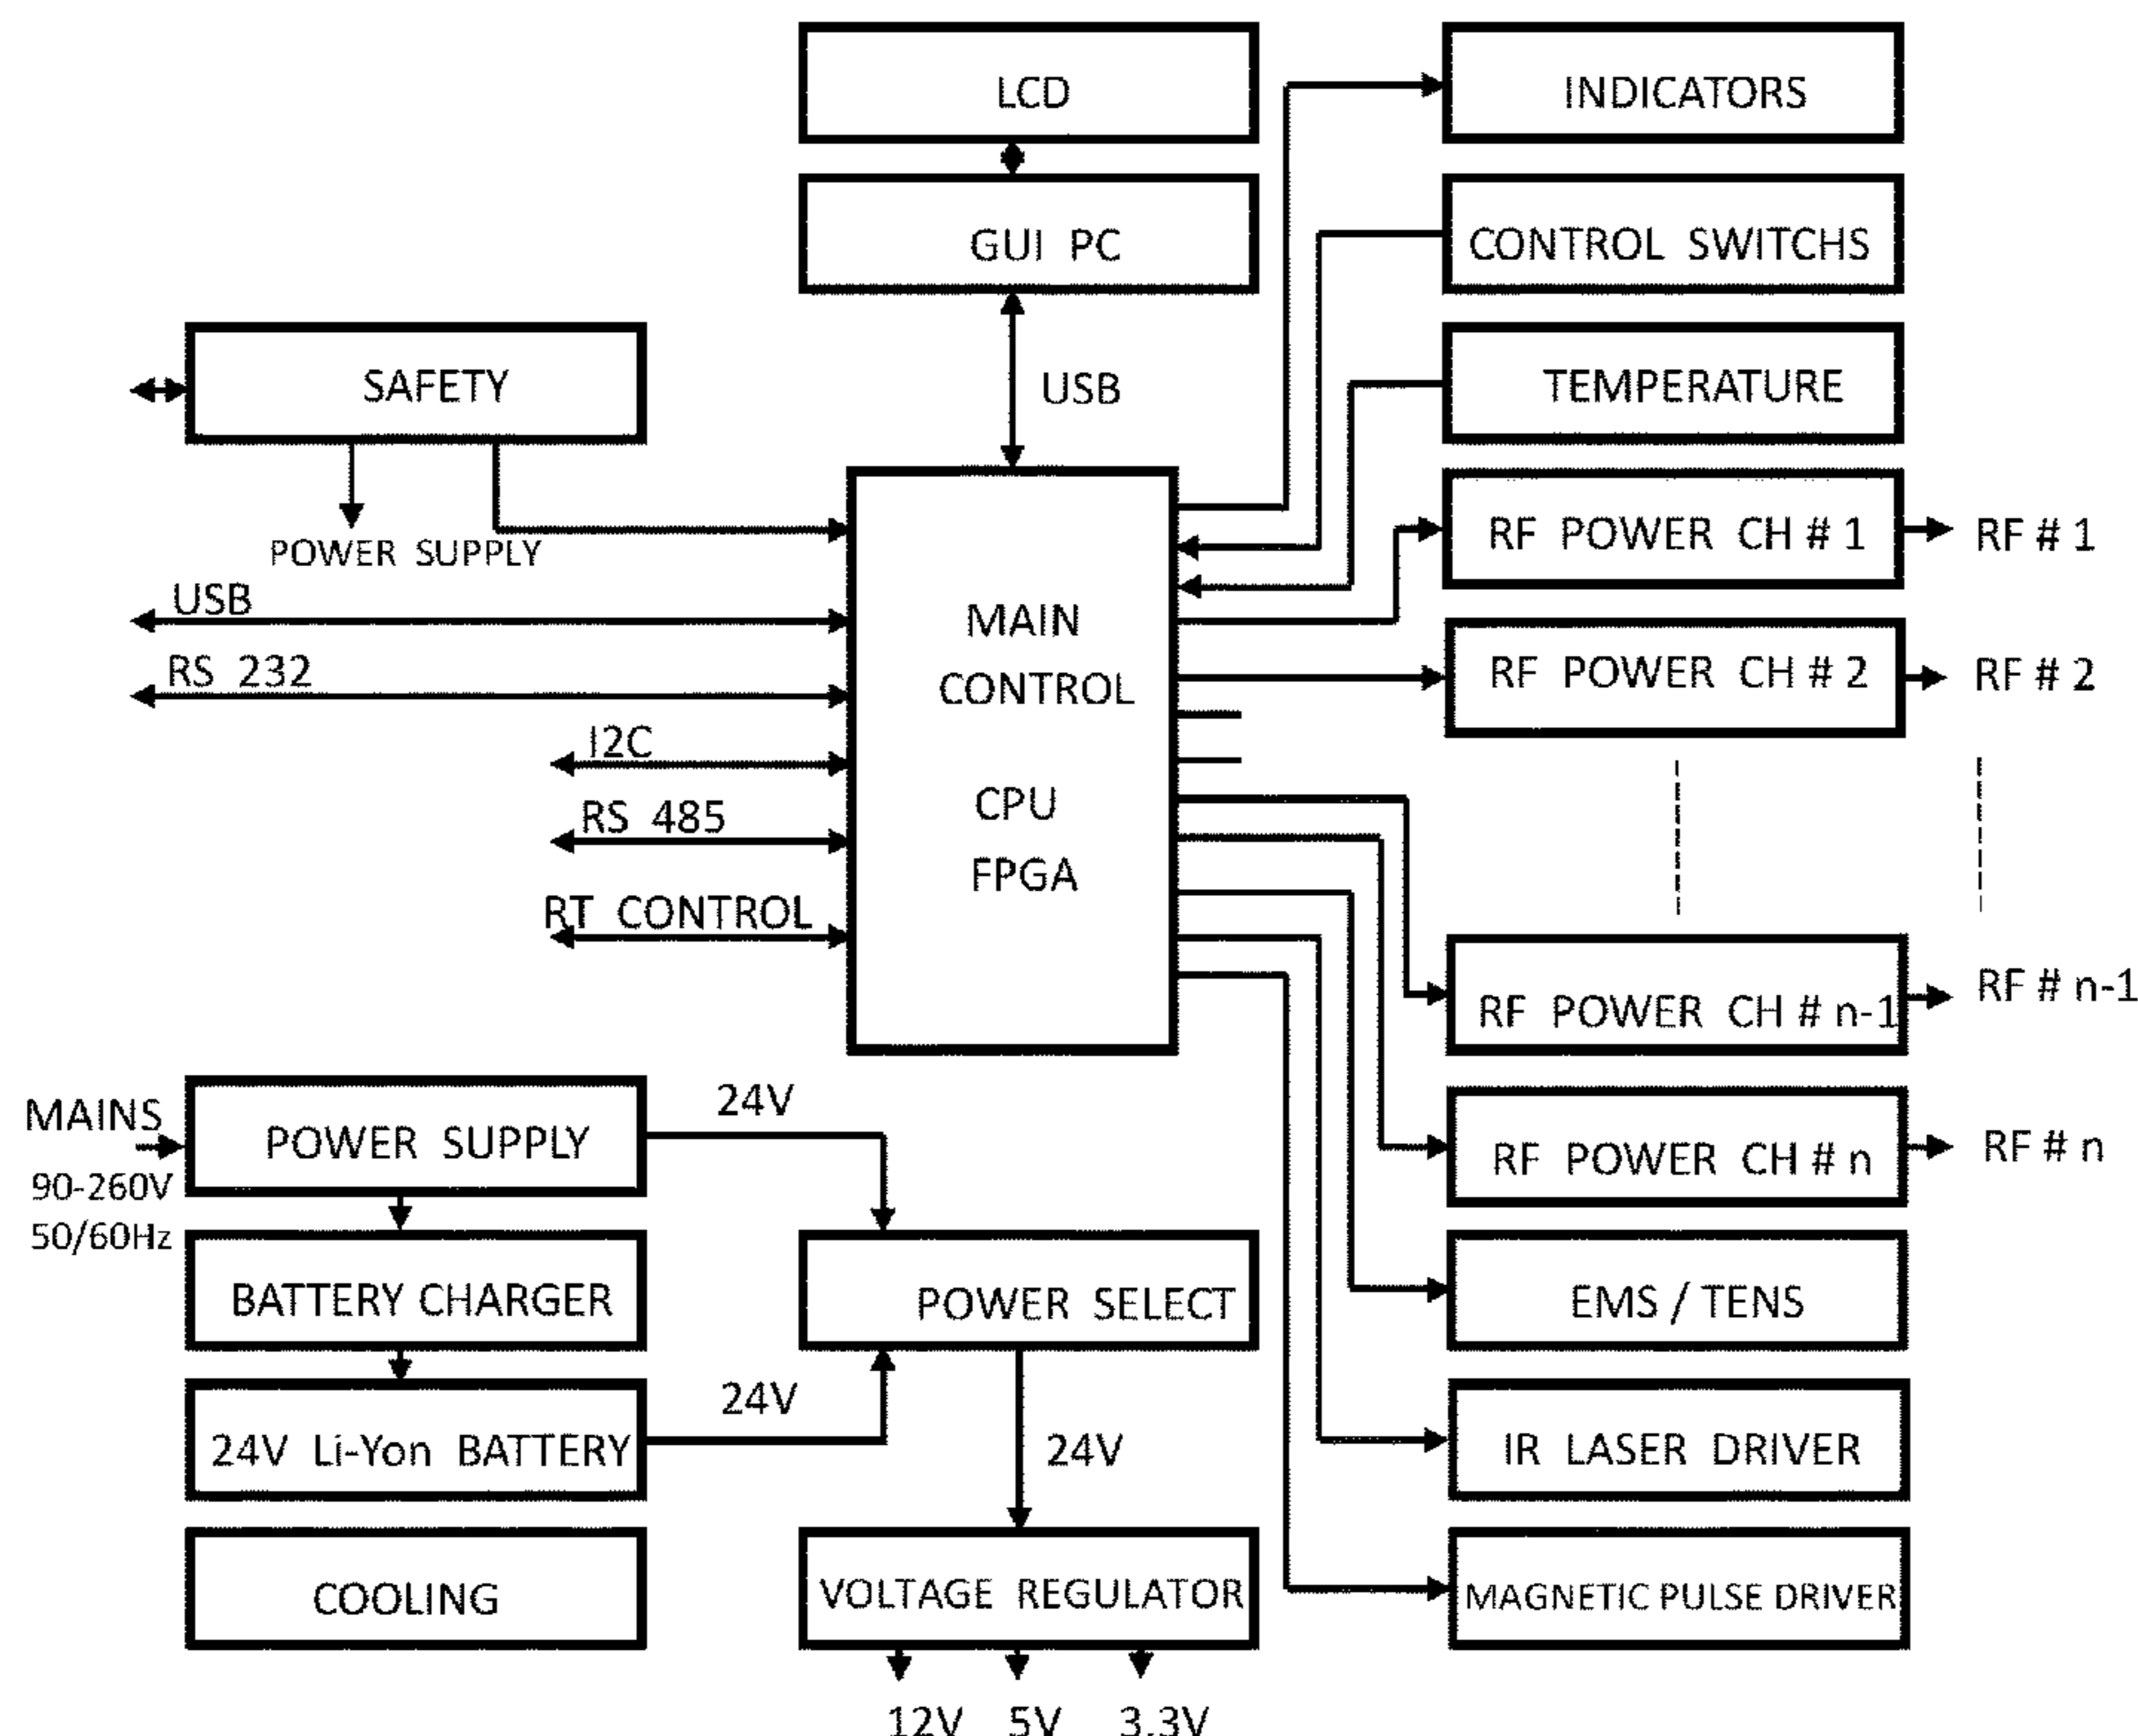 LCD
INDICATORS
GUI PC
CONTROL SWITCHS
SAFETY
USB
TEMPERATURE
POWER SUPPLY
RF POWER CH # 1
RF # 1
USB
RS 232
I2C
RS 485
RT CONTROL
MAIN
CONTROL
CPU
FPGA
RF POWER CH # 2
RF # 2
RF POWER CH # n-1
RF # n-1
MAINS
90-260V
50/60Hz
POWER SUPPLY
24V
RF POWER CH # n
RF # n
BATTERY CHARGER
POWER SELECT
EMS / TENS
24V Li-Yon BATTERY
24V
24V
IR LASER DRIVER
COOLING
VOLTAGE REGULATOR
MAGNETIC PULSE DRIVER
12V 5V 3.3V